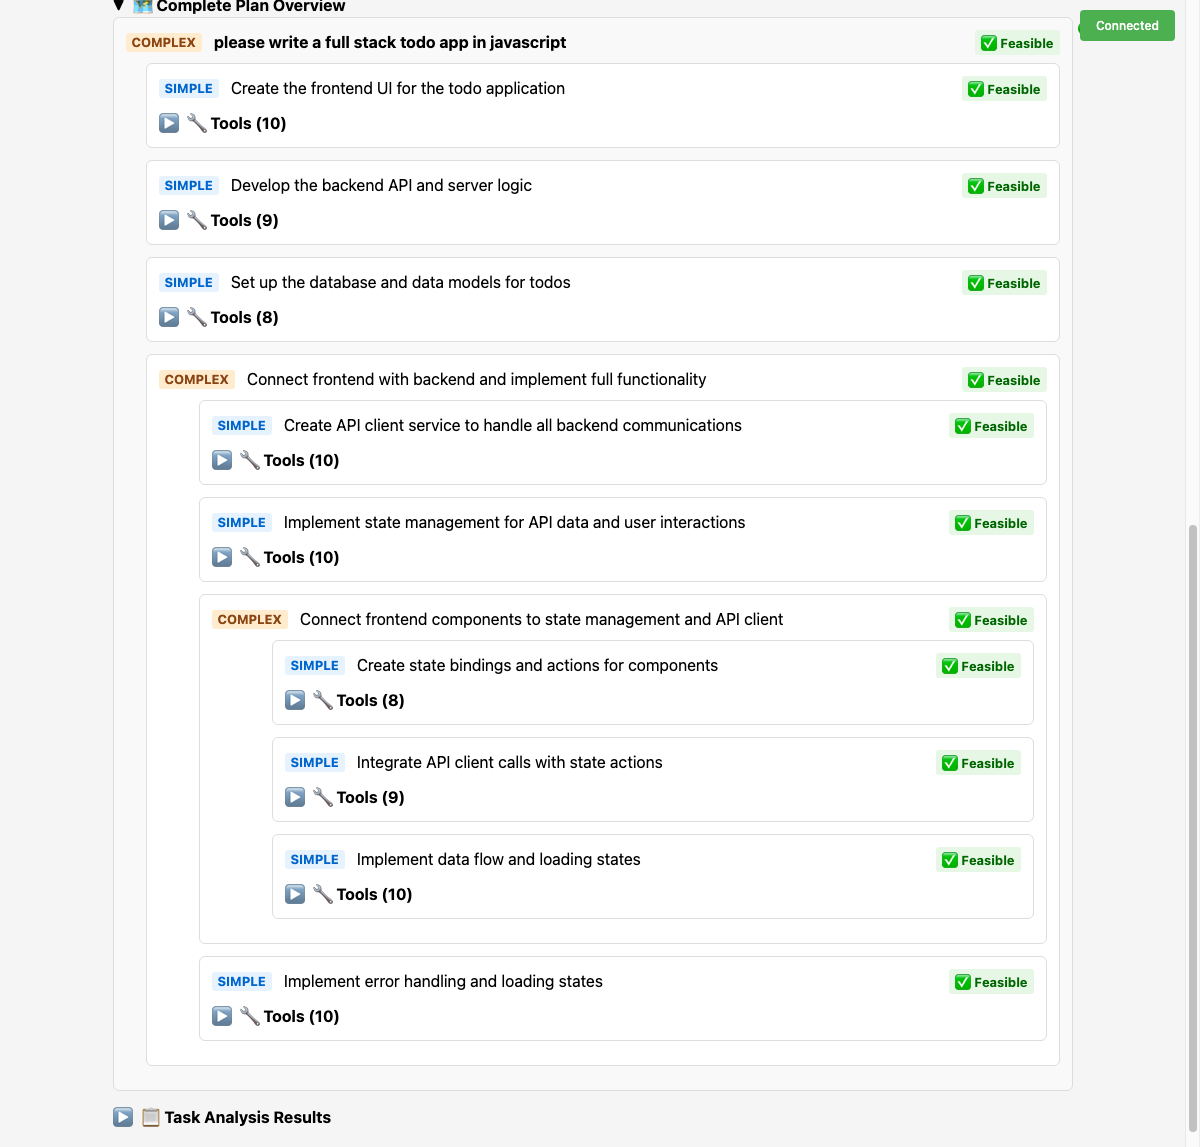 Complete Plan Overview
Connected
COMPLEX please write a full stack todo app in javascript Feasible
SIMPLE Create the frontend UI for the todo application Feasible
Tools (10)
SIMPLE Develop the backend API and server logic Feasible
Tools (9)
SIMPLE Set up the database and data models for todos Feasible
Tools (8)
COMPLEX Connect frontend with backend and implement full functionality Feasible
SIMPLE Create API client service to handle all backend communications Feasible
Tools (10)
SIMPLE Implement state management for API data and user interactions Feasible
Tools (10)
COMPLEX Connect frontend components to state management and API client Feasible
SIMPLE Create state bindings and actions for components Feasible
Tools (8)
SIMPLE Integrate API client calls with state actions Feasible
Tools (9)
SIMPLE Implement data flow and loading states Feasible
Tools (10)
SIMPLE Implement error handling and loading states Feasible
Tools (10)
Task Analysis Results